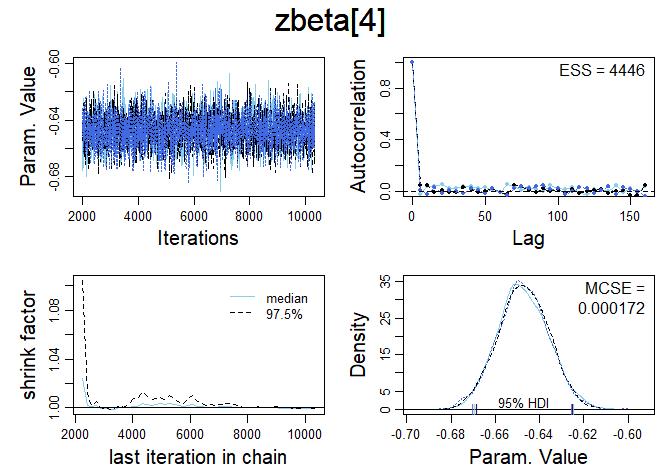 zbeta[4]
Param. Value
-0.60
-0.64
-0.68
2000 4000 6000 8000 10000
Iterations
Autocorrelation
0.8
0.4
0.0
ESS = 4446
0 50 100 150
Lag
shrink factor
1.08
1.04
1.00
median
97.5%
2000 4000 6000 8000 10000
last iteration in chain
Density
35
25
15
5
0
MCSE =
0.000172
95% HDI
-0.70 -0.68 -0.66 -0.64 -0.62 -0.60
Param. Value